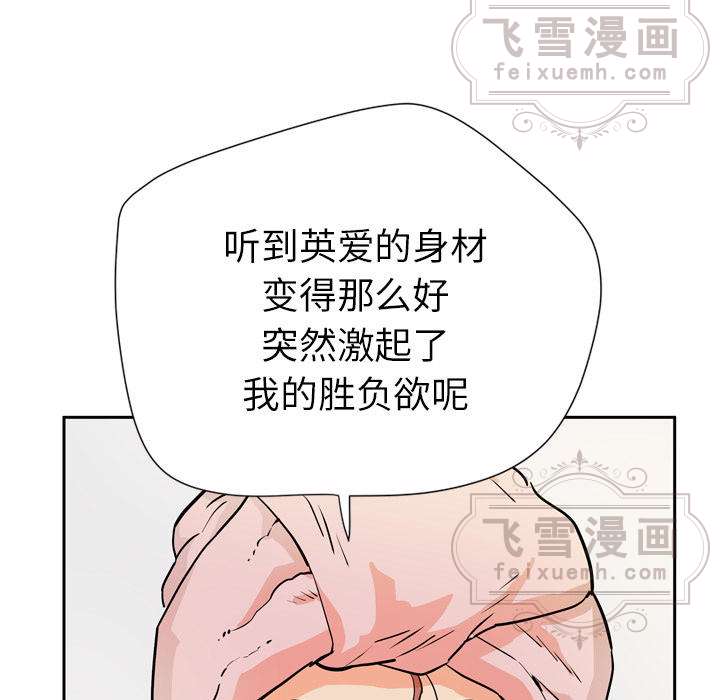 飞雪漫画
feixuemh.com
听到英爱的身材
变得那么好
突然激起了
我的胜负欲呢
飞雪漫画
feixuemh.com